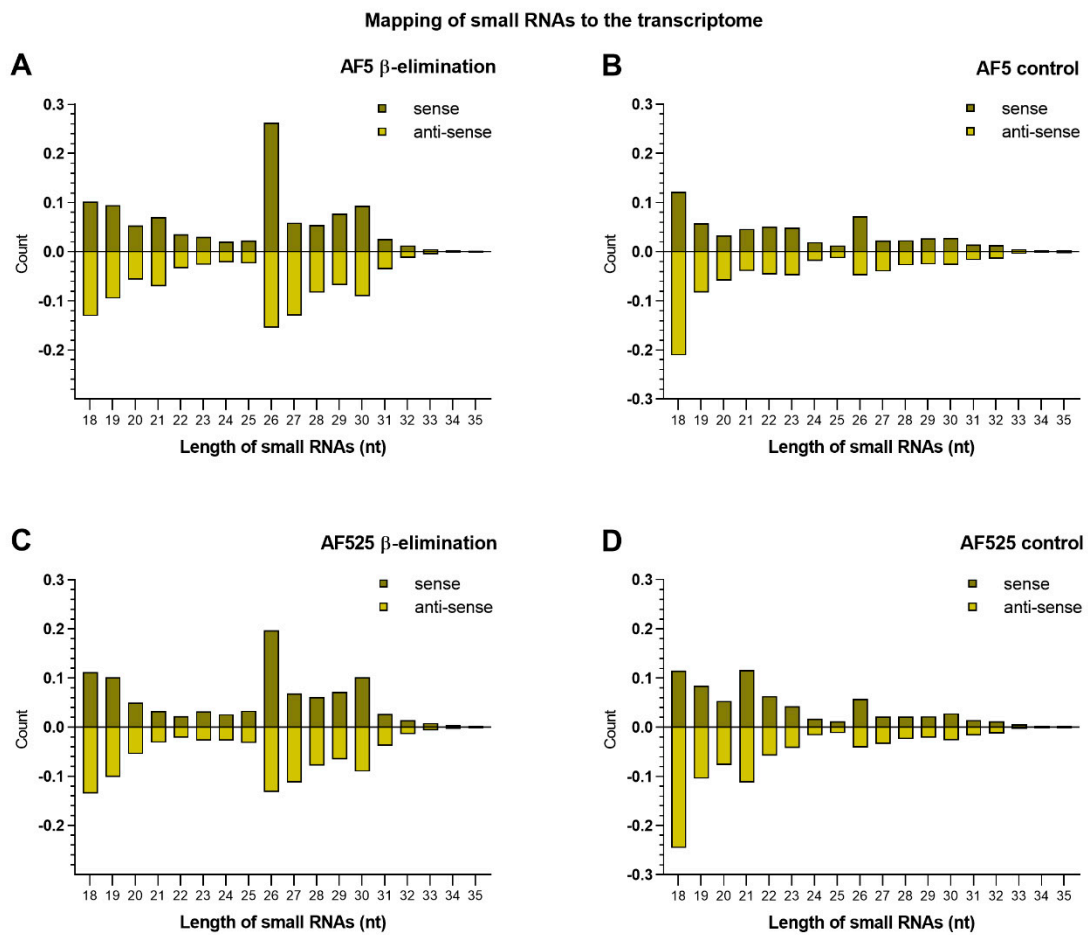 Mapping of small RNAs to the transcriptome
A
AF5 β-elimination
sense
anti-sense
0.3
0.2
0.1
0.0
-0.1
-0.2
Count
18 19 20 21 22 23 24 25 26 27 28 29 30 31 32 33 34 35
Length of small RNAs (nt)
B
AF5 control
sense
anti-sense
0.3
0.2
0.1
0.0
-0.1
-0.2
-0.3
Count
18 19 20 21 22 23 24 25 26 27 28 29 30 31 32 33 34 35
Length of small RNAs (nt)
C
AF525 β-elimination
sense
anti-sense
0.3
0.2
0.1
0.0
-0.1
-0.2
Count
18 19 20 21 22 23 24 25 26 27 28 29 30 31 32 33 34 35
Length of small RNAs (nt)
D
AF525 control
sense
anti-sense
0.3
0.2
0.1
0.0
-0.1
-0.2
-0.3
Count
18 19 20 21 22 23 24 25 26 27 28 29 30 31 32 33 34 35
Length of small RNAs (nt)